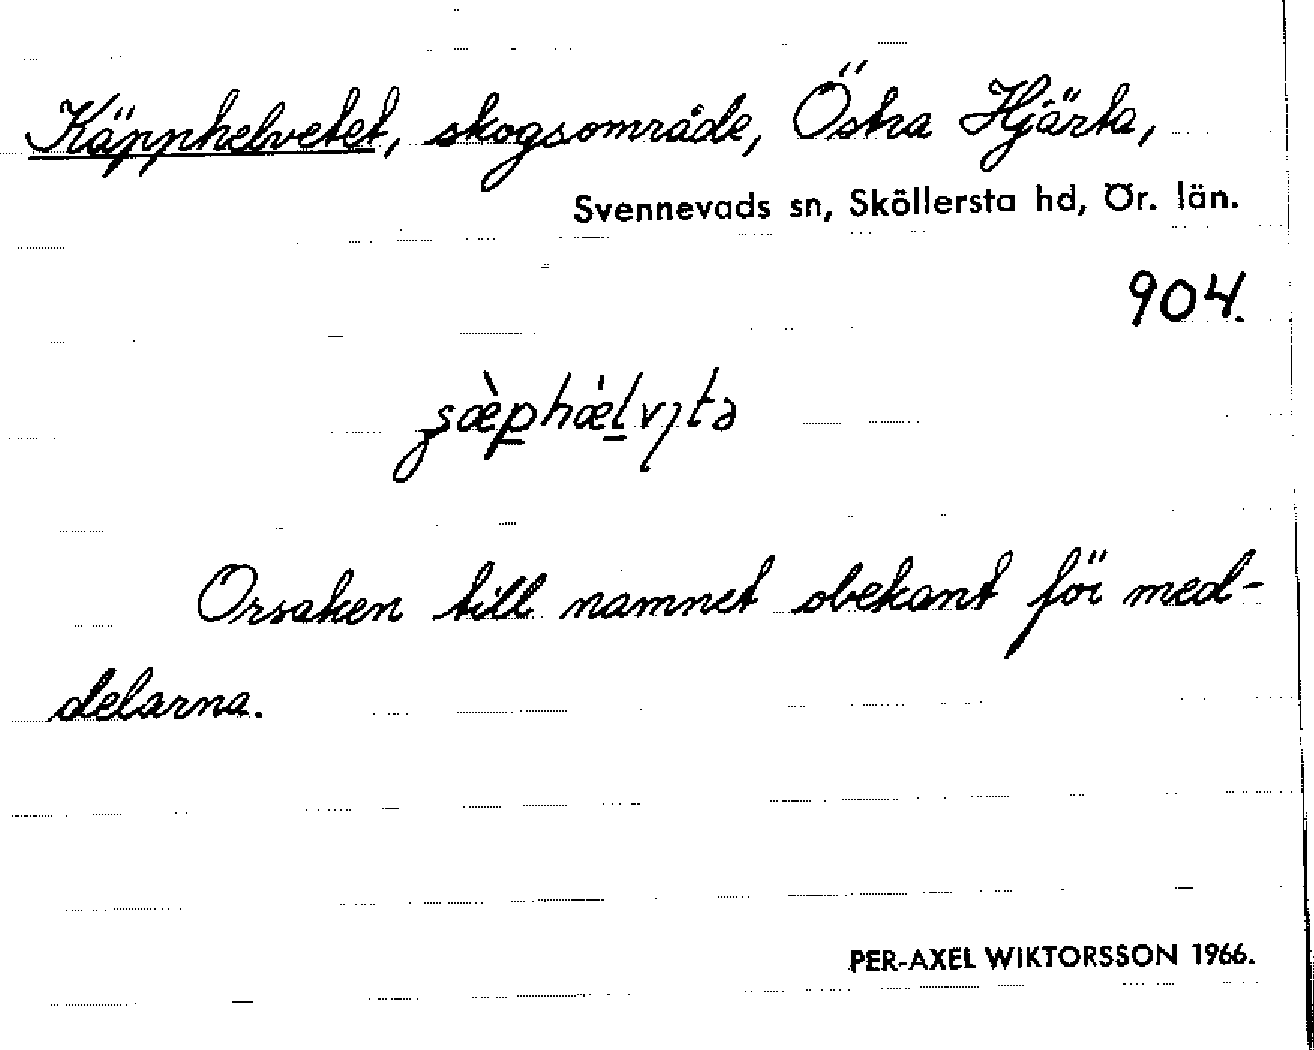 Käpphelvetet, skogsområde, Östra Hjärta,
Svennevads sn, Sköllersta hd, Ör. län.
904.
Orsaken till namnet obekant för med-
delarna.
PER-AXEL WIKTORSSON 1966.